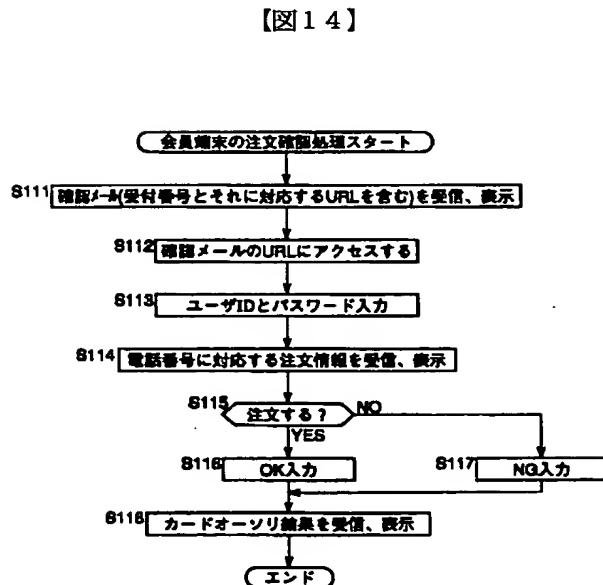 【図１４】
会員端末の注文確認処理スタート
S111 確認メール(受付番号とそれに対応するURLを含む)を受信、表示
S112 確認メールのURLにアクセスする
S113 ユーザIDとパスワード入力
S114 電話番号に対応する注文情報を受信、表示
S115 注文する？ NO
YES
S116 OK入力
S117 NG入力
S118 カードオーソリ結果を受信、表示
エンド